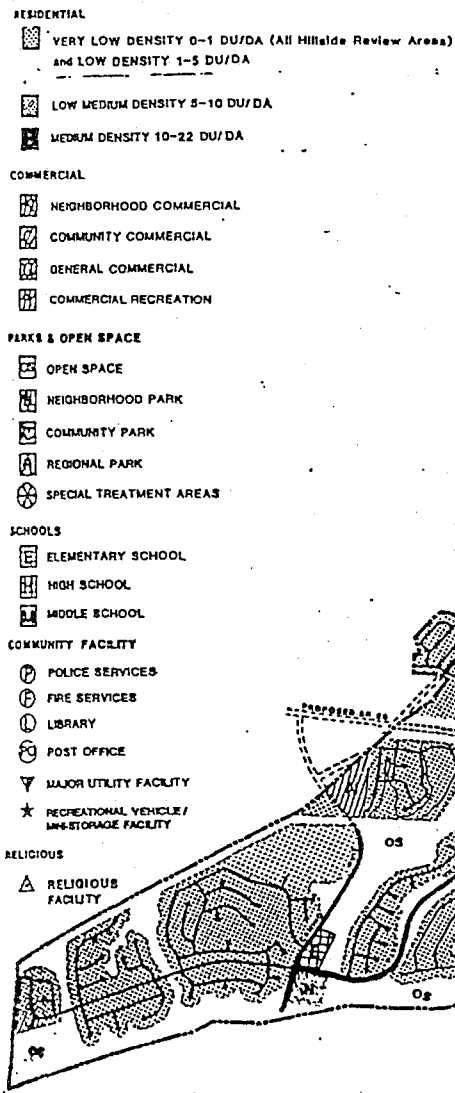 RESIDENTIAL
VERY LOW DENSITY 0-1 DU/DA (All Hillside Review Areas)
and LOW DENSITY 1-5 DU/DA
LOW MEDIUM DENSITY 5-10 DU/DA
MEDIUM DENSITY 10-22 DU/DA
COMMERCIAL
NEIGHBORHOOD COMMERCIAL
COMMUNITY COMMERCIAL
GENERAL COMMERCIAL
COMMERCIAL RECREATION
PARKS & OPEN SPACE
OPEN SPACE
NEIGHBORHOOD PARK
COMMUNITY PARK
REGIONAL PARK
SPECIAL TREATMENT AREAS
SCHOOLS
E ELEMENTARY SCHOOL
H HIGH SCHOOL
MIDDLE SCHOOL
COMMUNITY FACILITY
P POLICE SERVICES
F FIRE SERVICES
L LIBRARY
POST OFFICE
MAJOR UTILITY FACILITY
RECREATIONAL VEHICLE/
MINI-STORAGE FACILITY
RELIGIOUS
RELIGIOUS
FACILITY
PROPOSED
OS
OS
N
OS